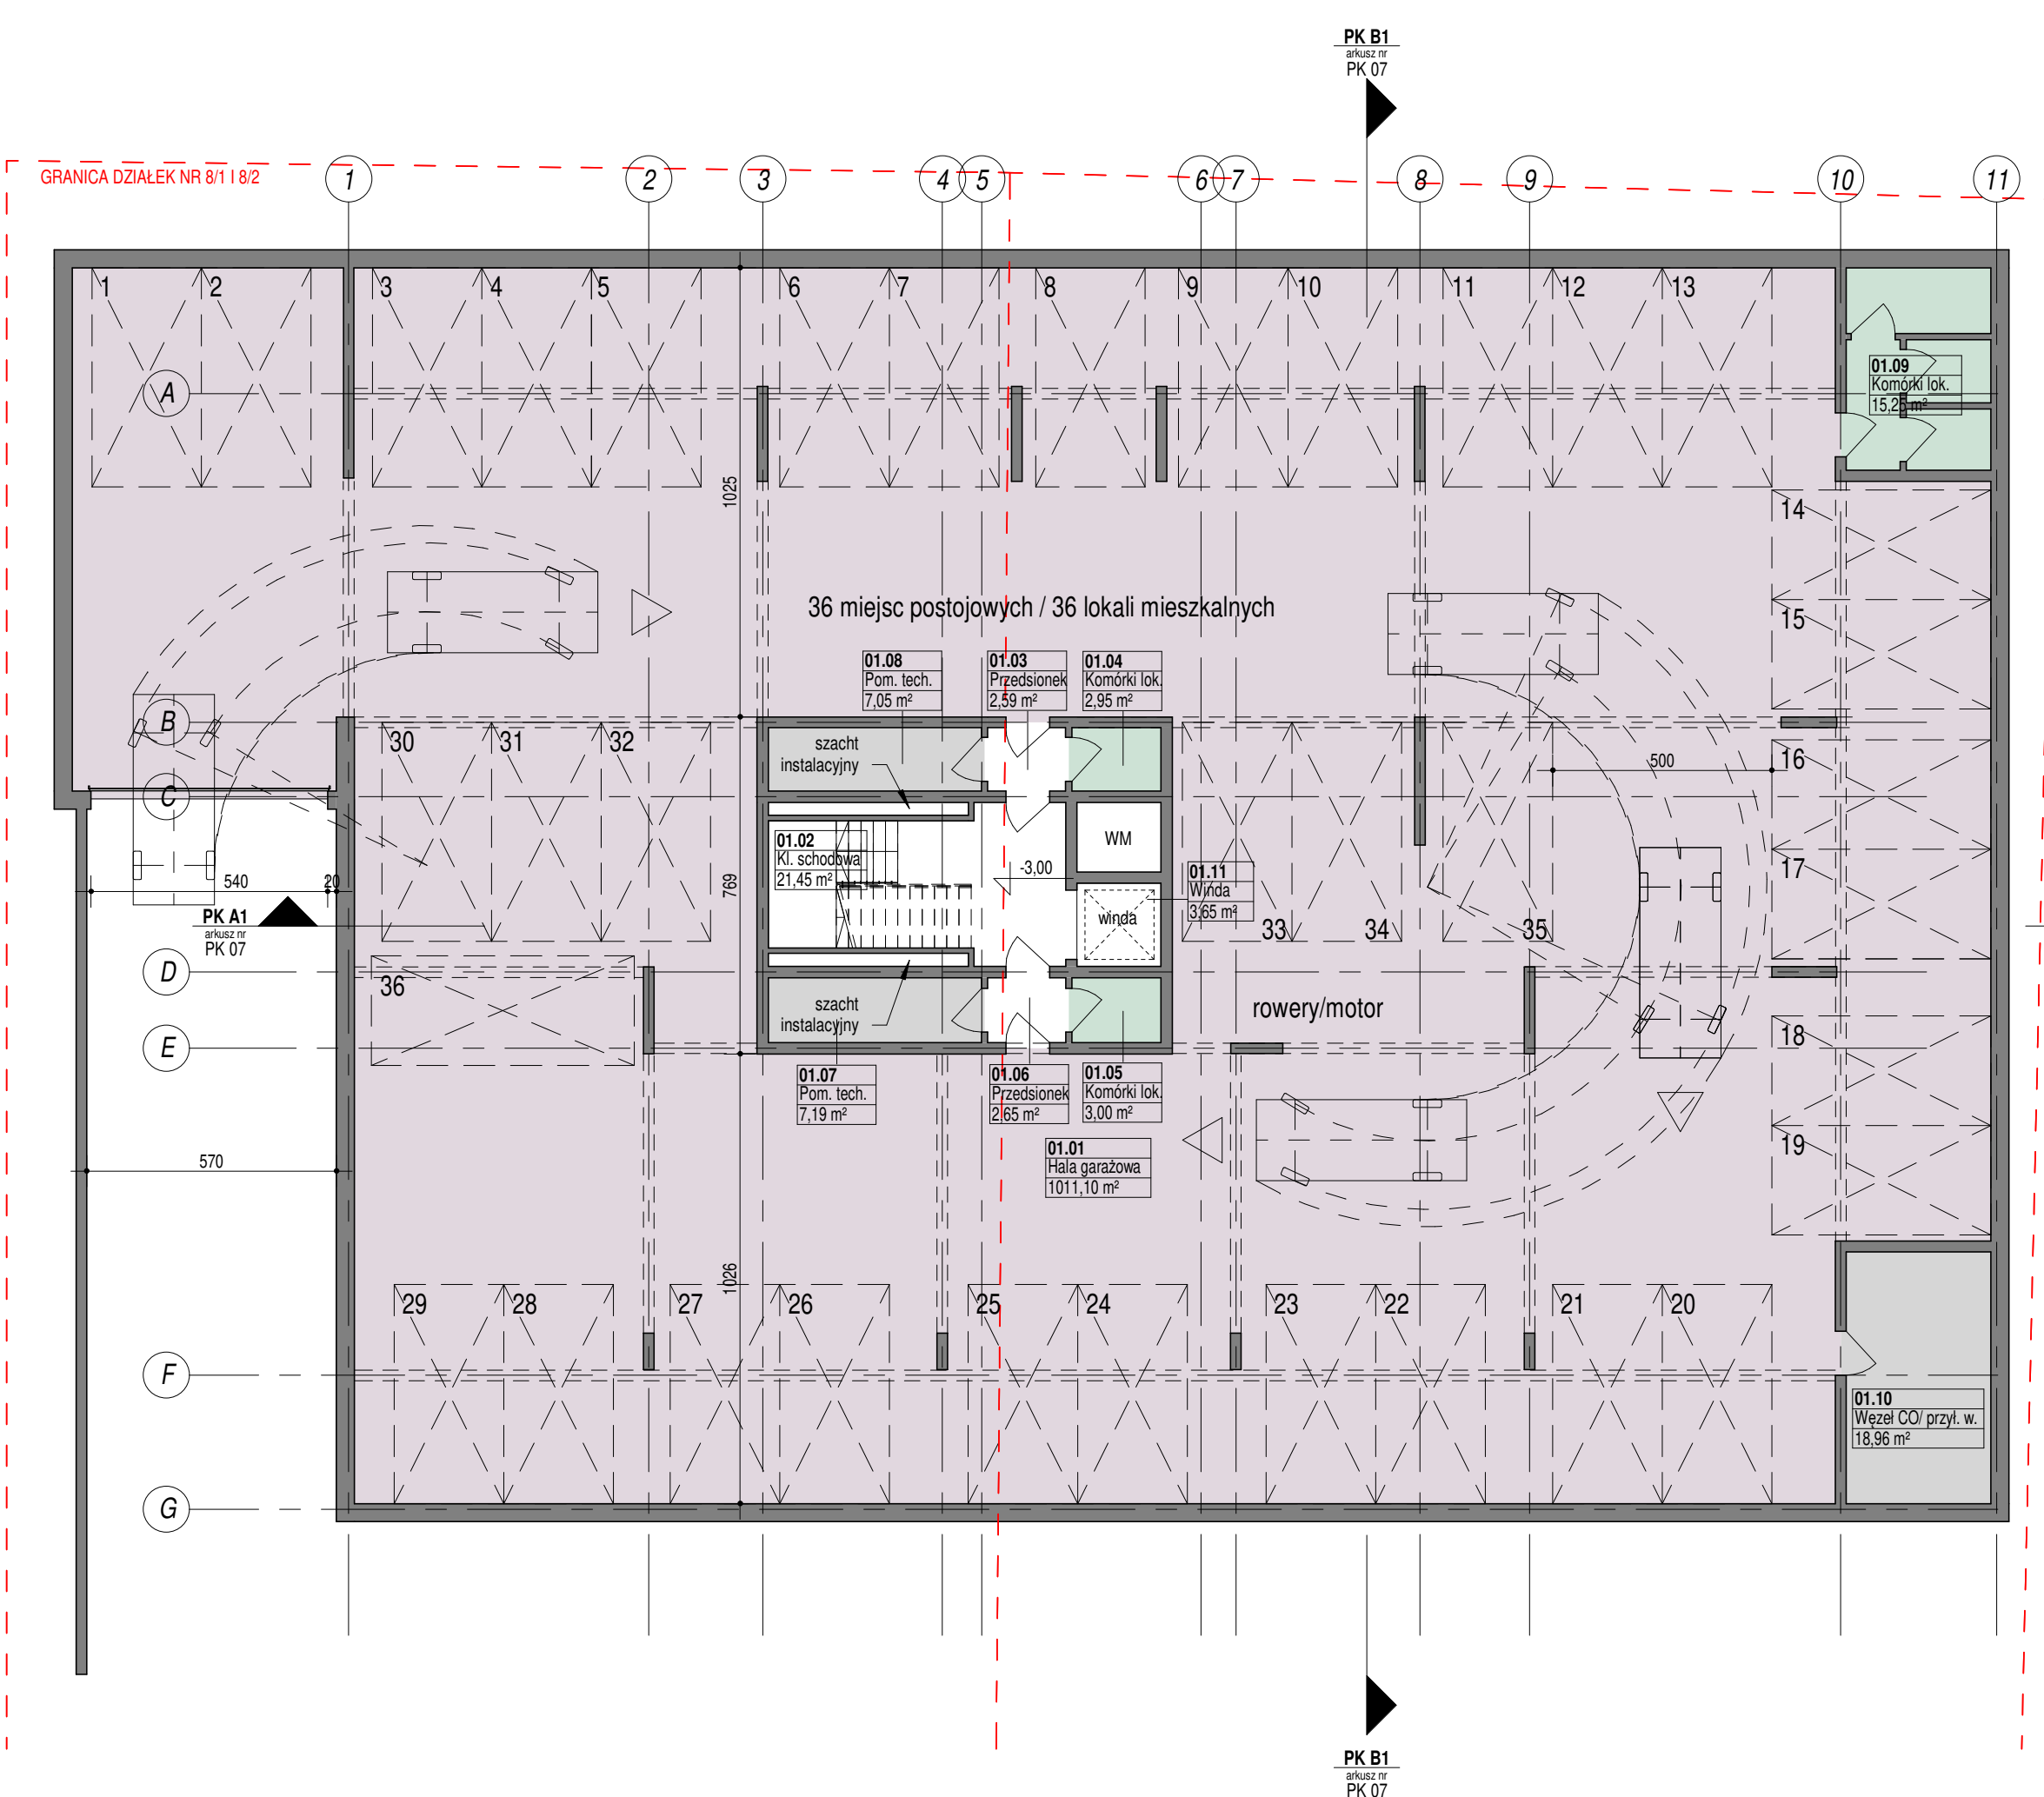 PK B1
arkusz nr
PK 07
GRANICA DZIAŁEK NR 8/1 I 8/2
1
2
3
4
5
6
7
8
9
10
11
1
2
3
4
5
6
7
8
9
10
11
12
13
A
01.09
Komórki lok.
15,25 m²
1025
14
15
36 miejsc postojowych / 36 lokali mieszkalnych
01.08
Pom. tech.
7,05 m²
01.03
Przedsionek
2,59 m²
01.04
Komórki lok.
2,95 m²
B
30
31
32
szacht
instalacyjny
500
16
C
01.02
Kl. schodowa
21,45 m²
WM
-3,00
01.11
Winda
3,65 m²
winda
17
540
20
769
PK A1
arkusz nr
PK 07
33
34
35
D
36
szacht
instalacyjny
rowery/motor
18
E
01.07
Pom. tech.
7,19 m²
01.06
Przedsionek
2,65 m²
01.05
Komórki lok.
3,00 m²
01.01
Hala garażowa
1011,10 m²
19
570
1026
29
28
27
26
25
24
23
22
21
20
F
01.10
Węzeł CO/ przył. w.
18,96 m²
G
PK B1
arkusz nr
PK 07